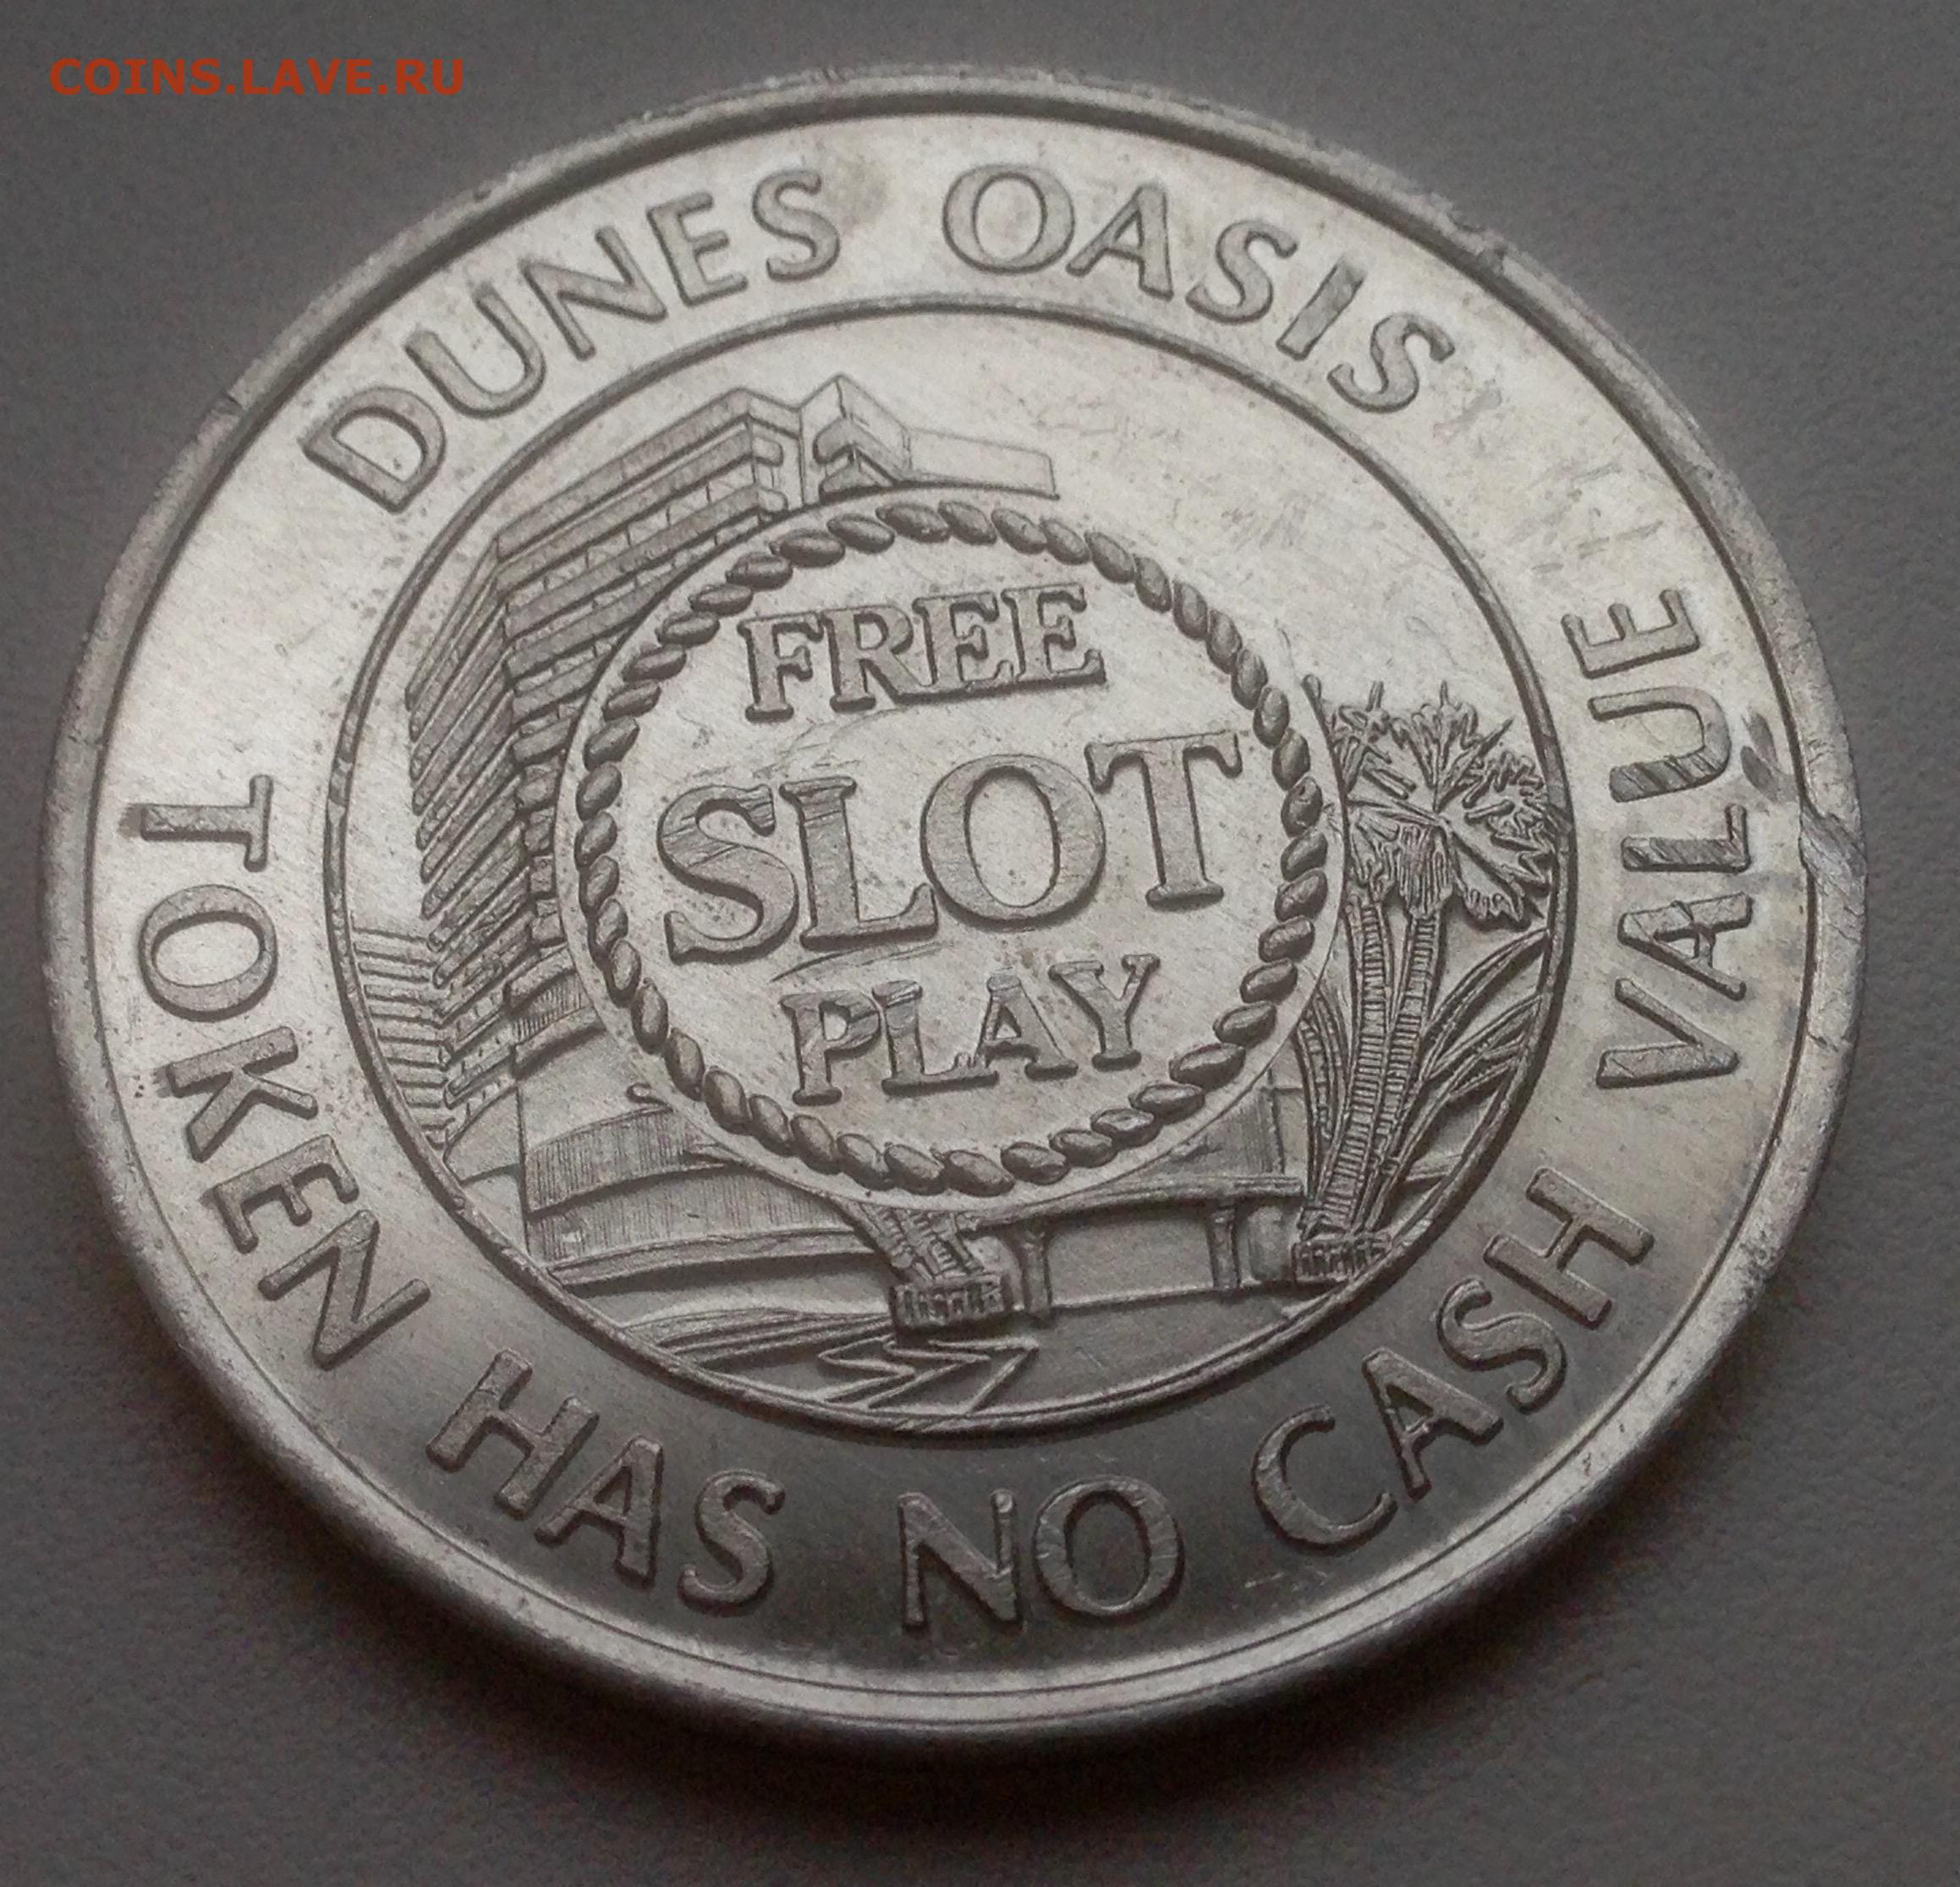 COINS.LAVE.RU
DUNES OASIS
FREE
SLOT
PLAY
TOKEN HAS NO CASH VALUE